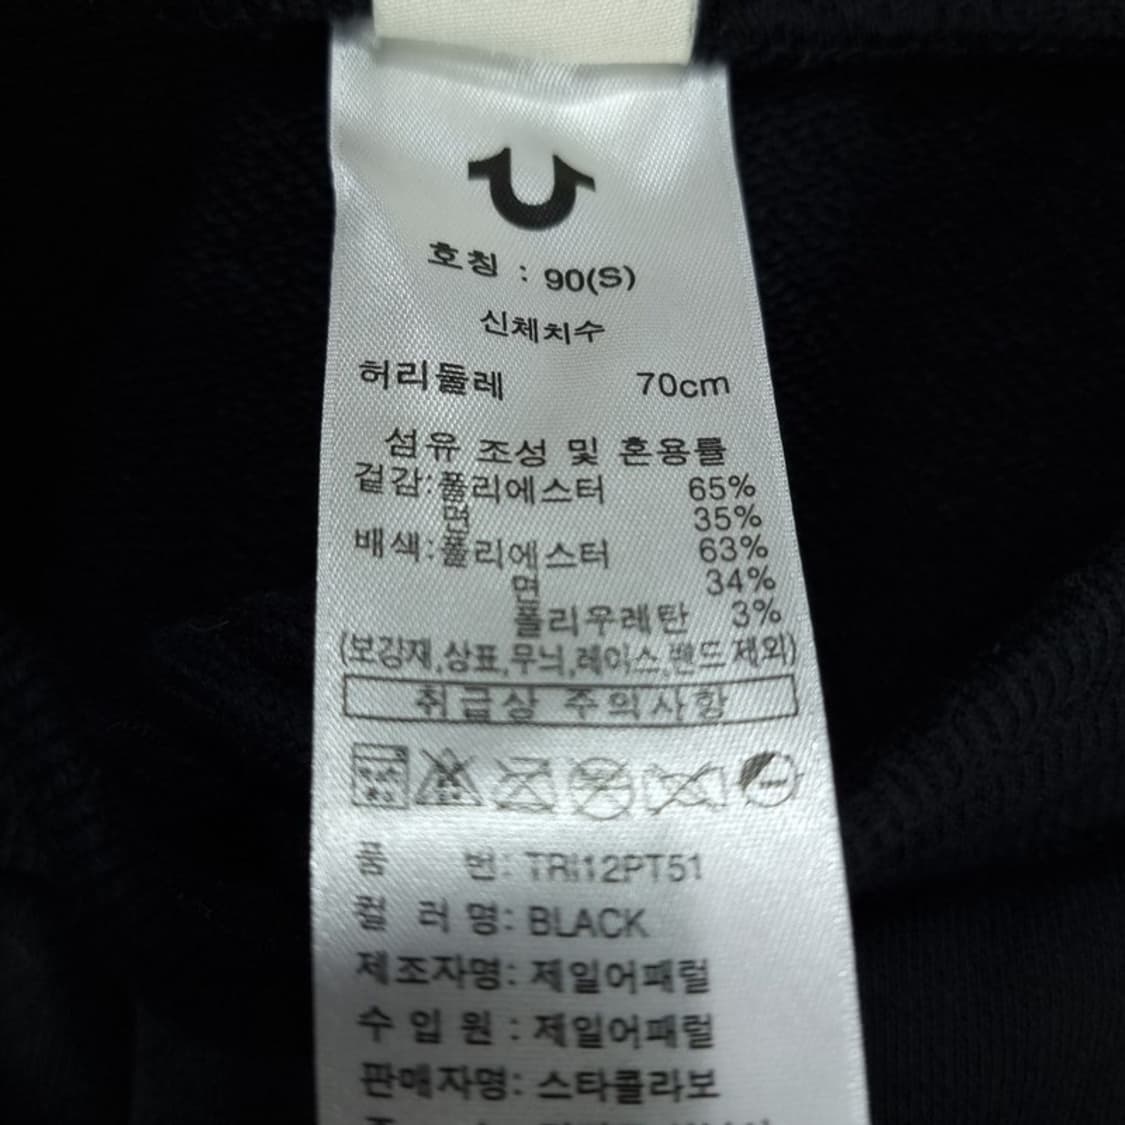 호칭 : 90(S)
신체치수
허리둘레 70cm
섬유 조성 및 혼용률
겉감:폴리에스터 65%
면 35%
배색:폴리에스터 63%
면 34%
폴리우레탄 3%
(보강재,상표,무늬,레이스,밴드 제외)
취급상 주의사항
품 번: TRI12PT51
컬 러 명: BLACK
제조자명: 제일어패럴
수 입 원 : 제일어패럴
판매자명: 스타콜라보